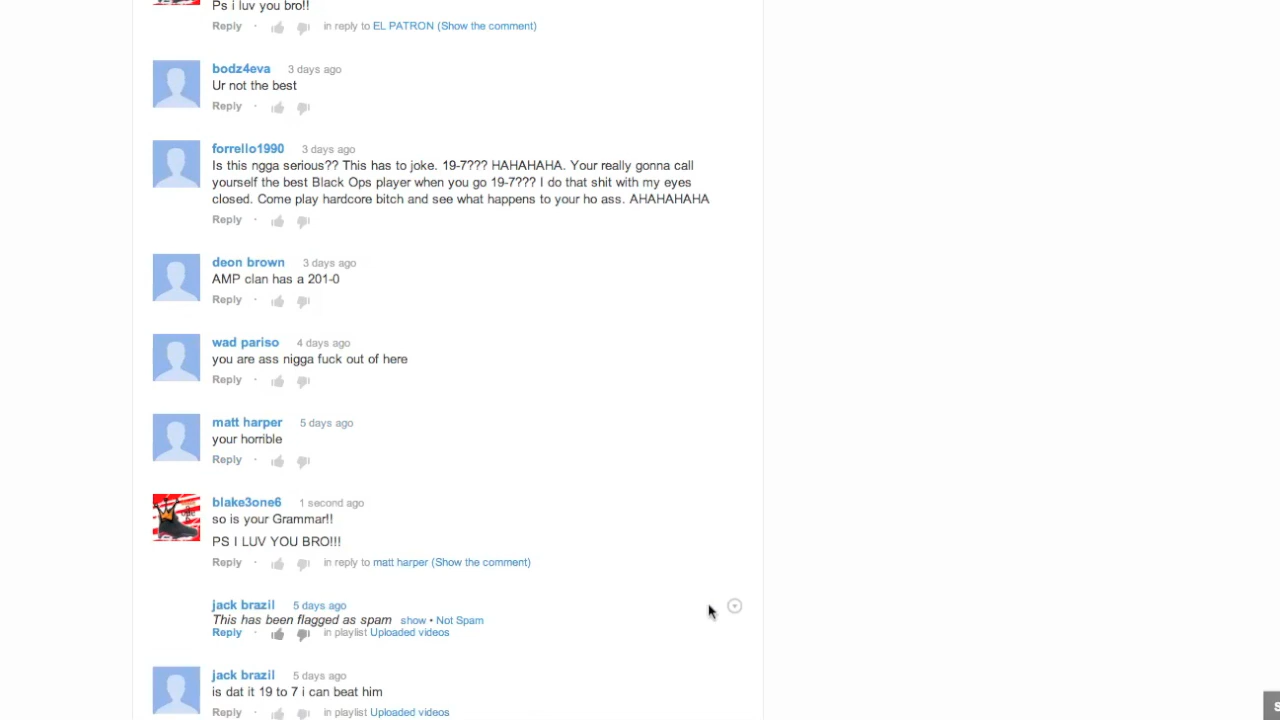 Ps i luv you bro!!
Reply · in reply to EL PATRON (Show the comment)
bodz4eva 3 days ago
Ur not the best
Reply ·
forrello1990 3 days ago
Is this ngga serious?? This has to joke. 19-7??? HAHAHAHA. Your really gonna call
yourself the best Black Ops player when you go 19-7??? I do that shit with my eyes
closed. Come play hardcore bitch and see what happens to your ho ass. AHAHAHAHA
Reply ·
deon brown 3 days ago
AMP clan has a 201-0
Reply ·
wad pariso 4 days ago
you are ass nigga fuck out of here
Reply ·
matt harper 5 days ago
your horrible
Reply ·
blake3one6 1 second ago
so is your Grammar!!
PS I LUV YOU BRO!!!
Reply · in reply to matt harper (Show the comment)
jack brazil 5 days ago
This has been flagged as spam show • Not Spam
Reply · in playlist Uploaded videos
jack brazil 5 days ago
is dat it 19 to 7 i can beat him
Reply · in playlist Uploaded videos